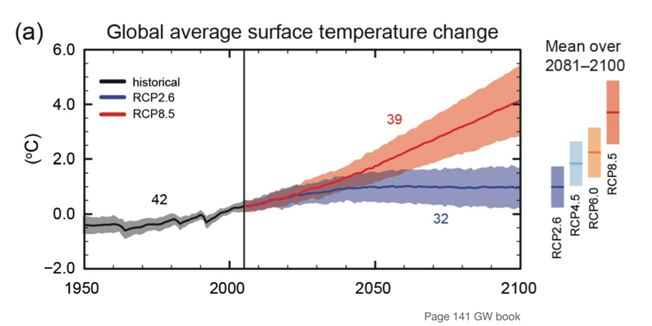 (a) Global average surface temperature change
Mean over
2081–2100
6.0
4.0
2.0
0.0
−2.0
(°C)
historical
RCP2.6
RCP8.5
42
39
32
1950 2000 2050 2100
RCP2.6
RCP4.5
RCP6.0
RCP8.5
Page 141 GW book